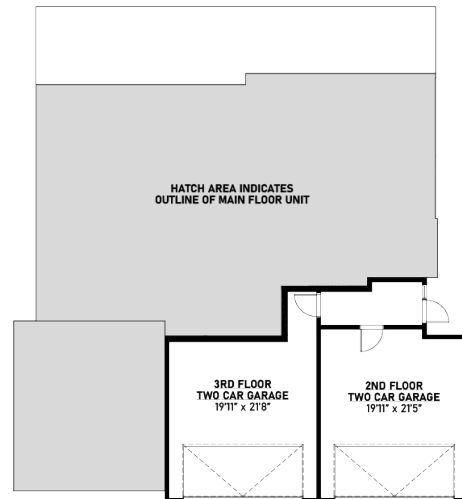 HATCH AREA INDICATES
OUTLINE OF MAIN FLOOR UNIT
3RD FLOOR
TWO CAR GARAGE
19'11" x 21'8"
2ND FLOOR
TWO CAR GARAGE
19'11" x 21'5"